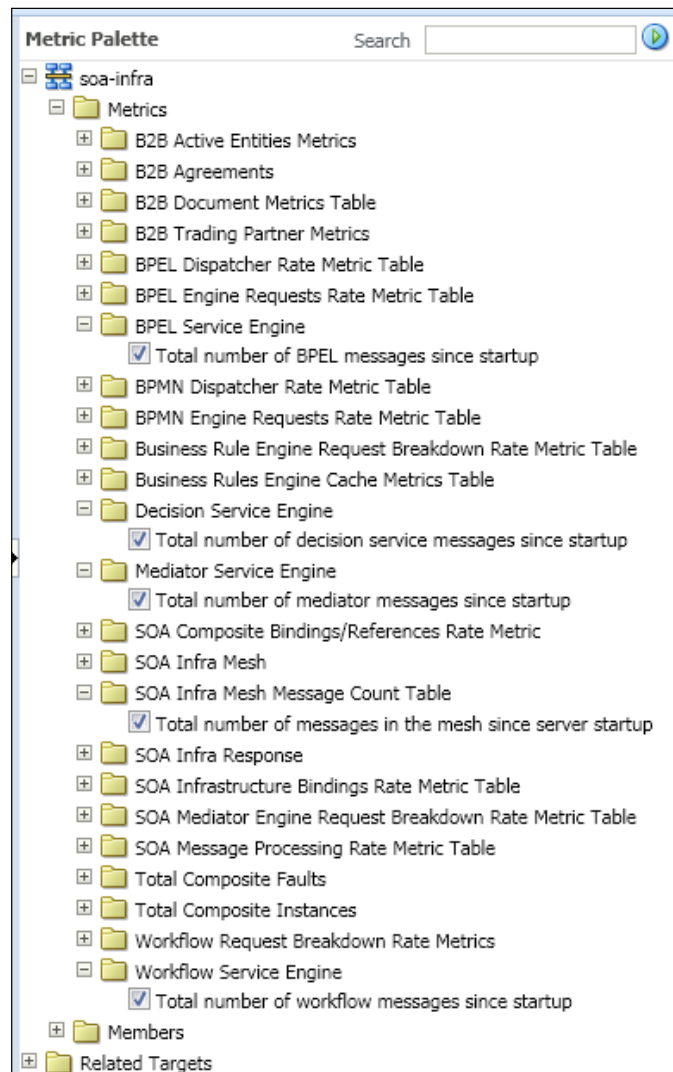 Metric Palette Search
soa-infra
Metrics
B2B Active Entities Metrics
B2B Agreements
B2B Document Metrics Table
B2B Trading Partner Metrics
BPEL Dispatcher Rate Metric Table
BPEL Engine Requests Rate Metric Table
BPEL Service Engine
Total number of BPEL messages since startup
BPMN Dispatcher Rate Metric Table
BPMN Engine Requests Rate Metric Table
Business Rule Engine Request Breakdown Rate Metric Table
Business Rules Engine Cache Metrics Table
Decision Service Engine
Total number of decision service messages since startup
Mediator Service Engine
Total number of mediator messages since startup
SOA Composite Bindings/References Rate Metric
SOA Infra Mesh
SOA Infra Mesh Message Count Table
Total number of messages in the mesh since server startup
SOA Infra Response
SOA Infrastructure Bindings Rate Metric Table
SOA Mediator Engine Request Breakdown Rate Metric Table
SOA Message Processing Rate Metric Table
Total Composite Faults
Total Composite Instances
Workflow Request Breakdown Rate Metrics
Workflow Service Engine
Total number of workflow messages since startup
Members
Related Targets